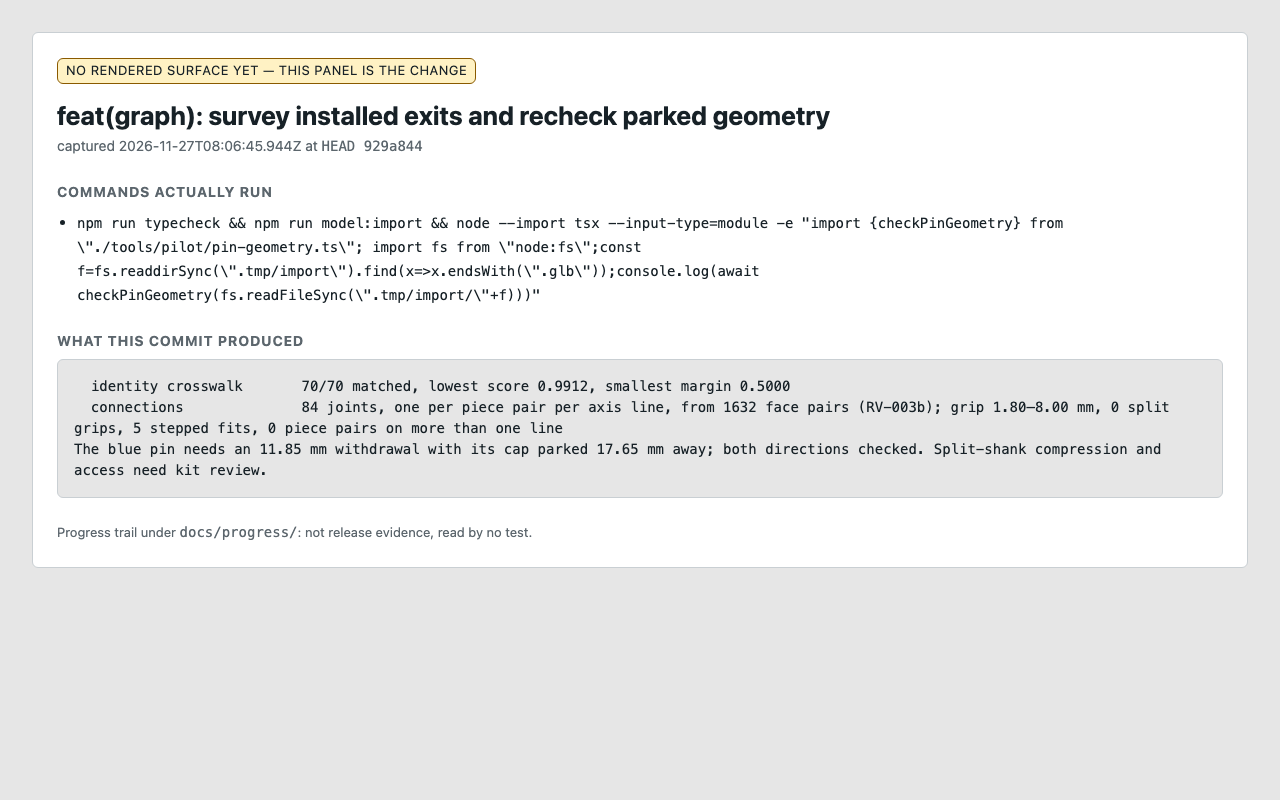 NO RENDERED SURFACE YET — THIS PANEL IS THE CHANGE
feat(graph): survey installed exits and recheck parked geometry
captured 2026-11-27T08:06:45.944Z at HEAD 929a844
COMMANDS ACTUALLY RUN
• npm run typecheck && npm run model:import && node --import tsx --input-type=module -e "import {checkPinGeometry} from
\"./tools/pilot/pin-geometry.ts\"; import fs from \"node:fs\";const
f=fs.readdirSync(\".tmp/import\").find(x=>x.endsWith(\".glb\"));console.log(await
checkPinGeometry(fs.readFileSync(\".tmp/import/\"+f)))"
WHAT THIS COMMIT PRODUCED
identity crosswalk 70/70 matched, lowest score 0.9912, smallest margin 0.5000
connections 84 joints, one per piece pair per axis line, from 1632 face pairs (RV-003b); grip 1.80–8.00 mm, 0 split
grips, 5 stepped fits, 0 piece pairs on more than one line
The blue pin needs an 11.85 mm withdrawal with its cap parked 17.65 mm away; both directions checked. Split-shank compression and
access need kit review.
Progress trail under docs/progress/: not release evidence, read by no test.